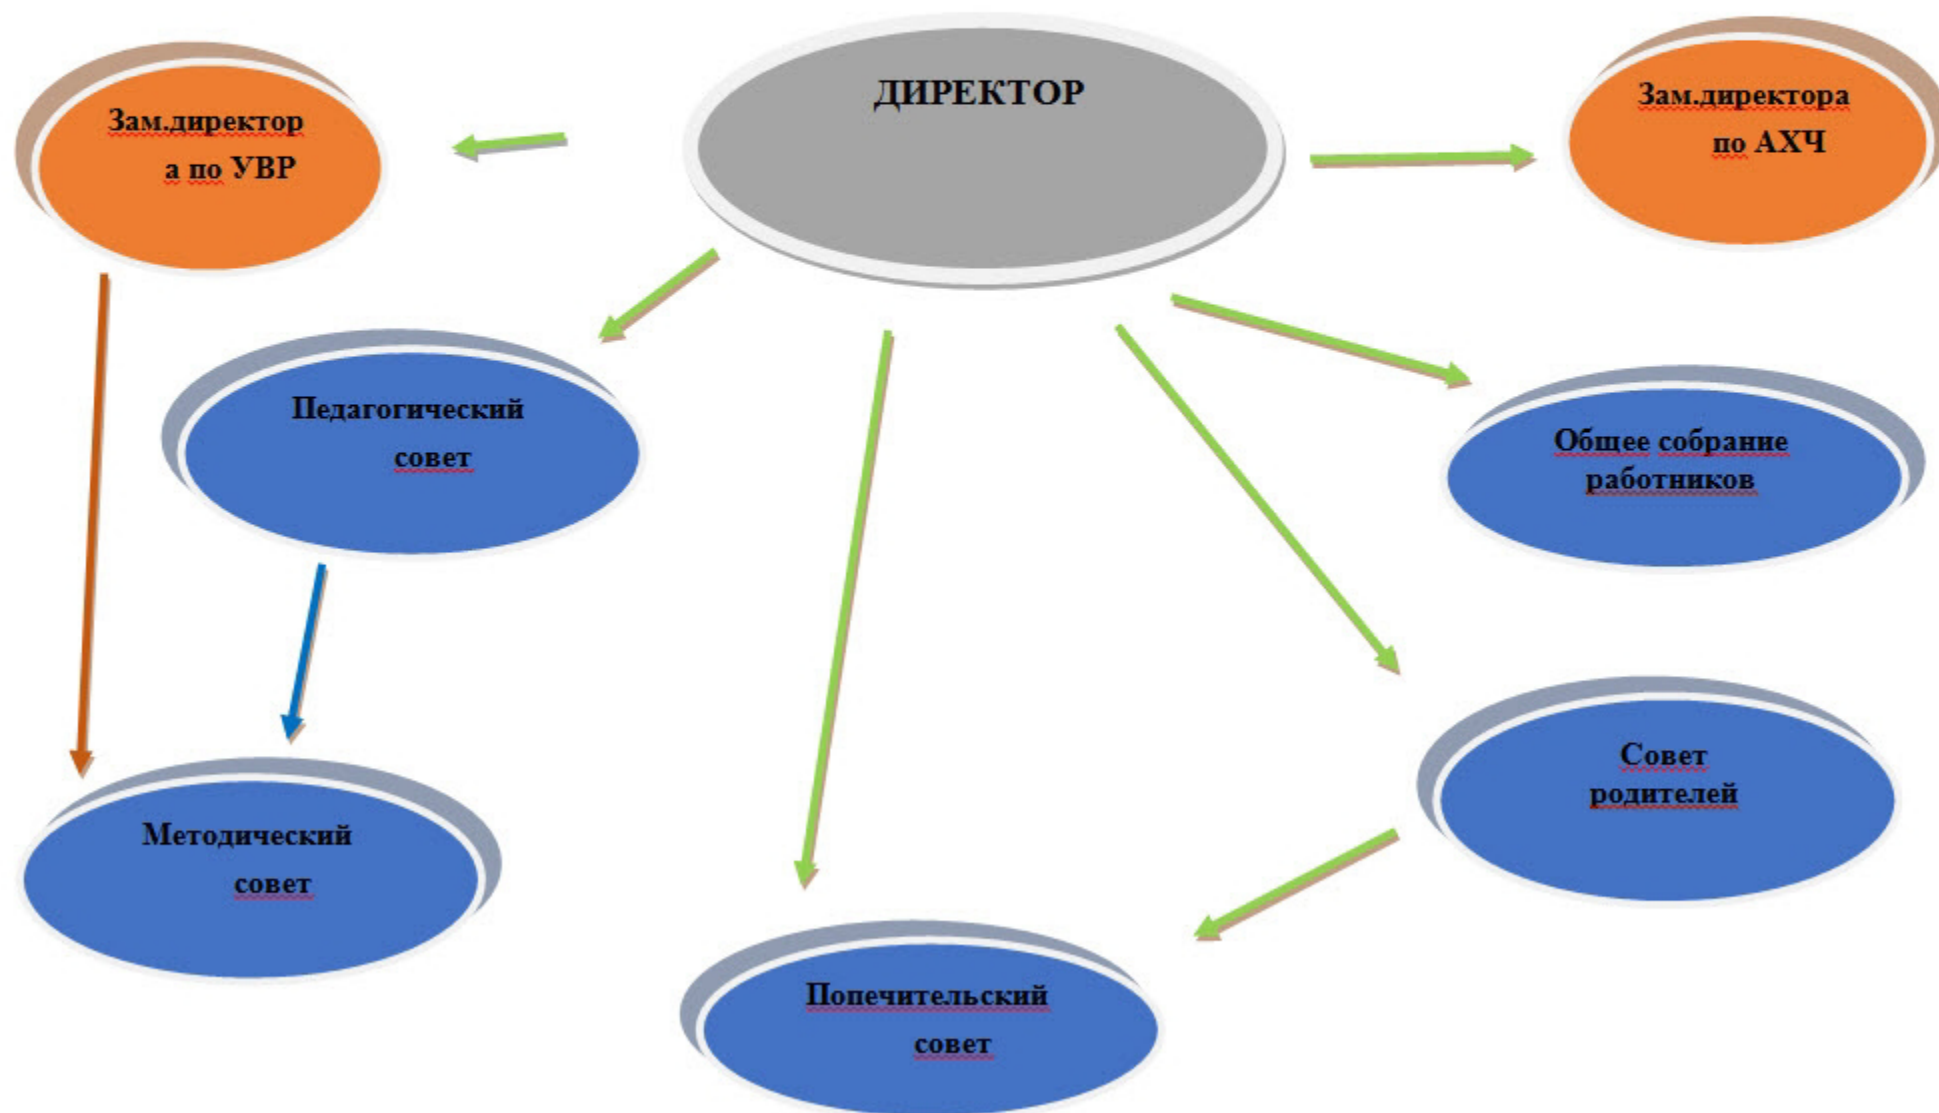 ДИРЕКТОР
Зам.директор
а по УВР
Зам.директора
по АХЧ
Педагогический
совет
Общее собрание
работников
Совет
родителей
Методический
совет
Попечительский
совет